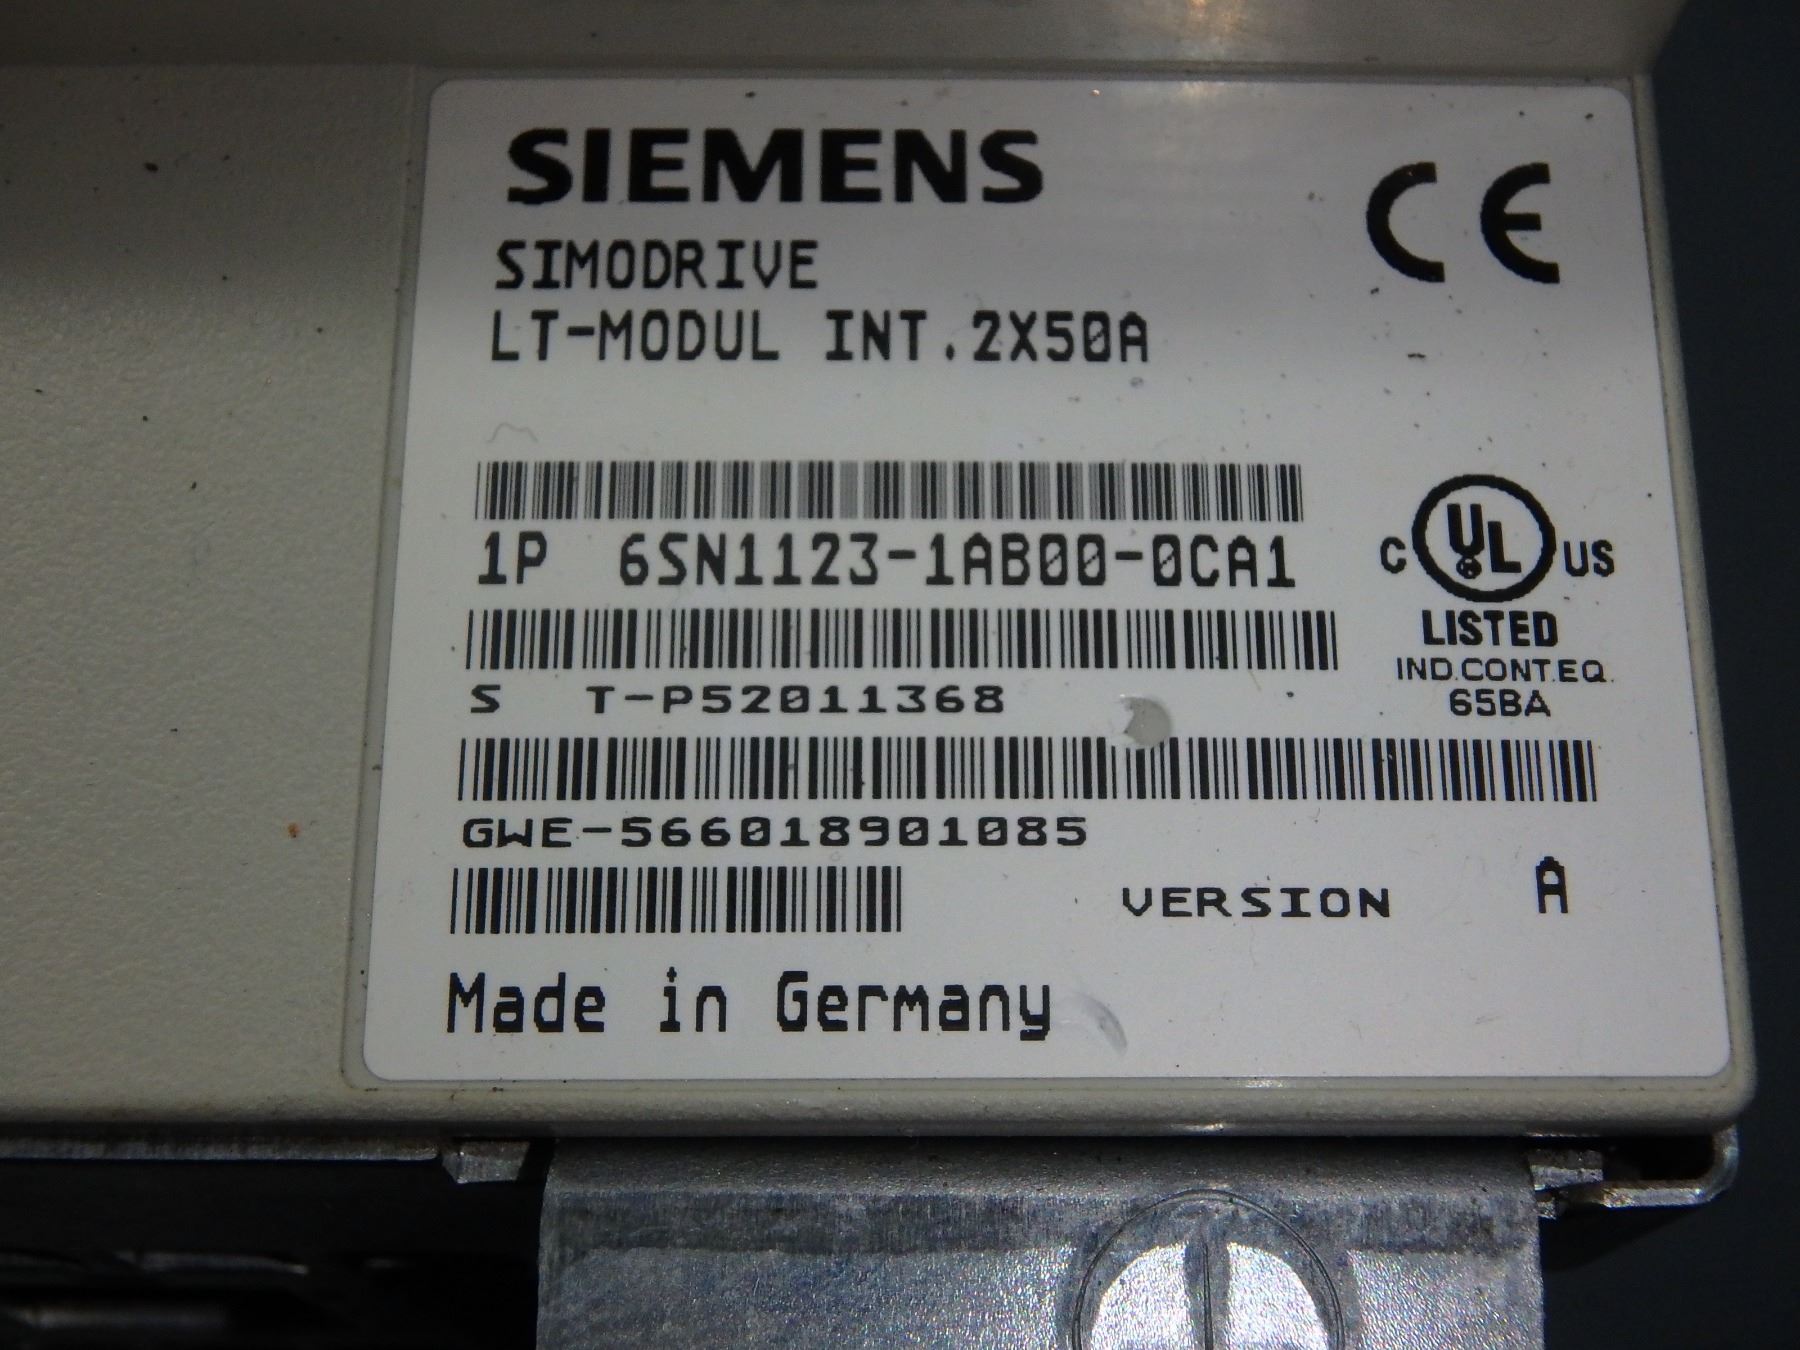 SIEMENS
CE
SIMODRIVE
LT-MODUL INT.2X50A
1P 6SN1123-1AB00-0CA1
C UL US
LISTED
IND.CONT.EQ.
65BA
S T-P52011368
GWE-566018901085
VERSION A
Made in Germany